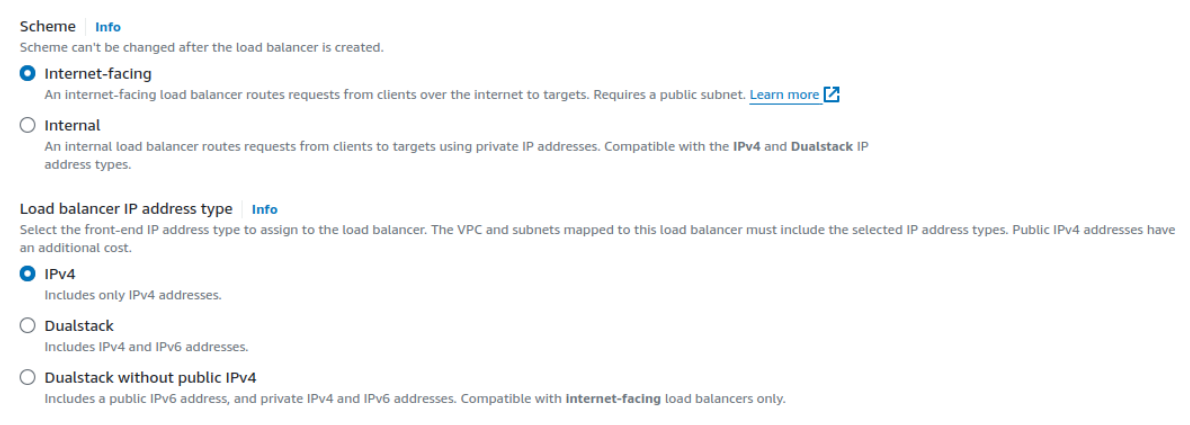 Scheme Info
Scheme can't be changed after the load balancer is created.
Internet-facing
An internet-facing load balancer routes requests from clients over the internet to targets. Requires a public subnet. Learn more
Internal
An internal load balancer routes requests from clients to targets using private IP addresses. Compatible with the IPv4 and Dualstack IP
address types.
Load balancer IP address type Info
Select the front-end IP address type to assign to the load balancer. The VPC and subnets mapped to this load balancer must include the selected IP address types. Public IPv4 addresses have
an additional cost.
IPv4
Includes only IPv4 addresses.
Dualstack
Includes IPv4 and IPv6 addresses.
Dualstack without public IPv4
Includes a public IPv6 address, and private IPv4 and IPv6 addresses. Compatible with internet-facing load balancers only.